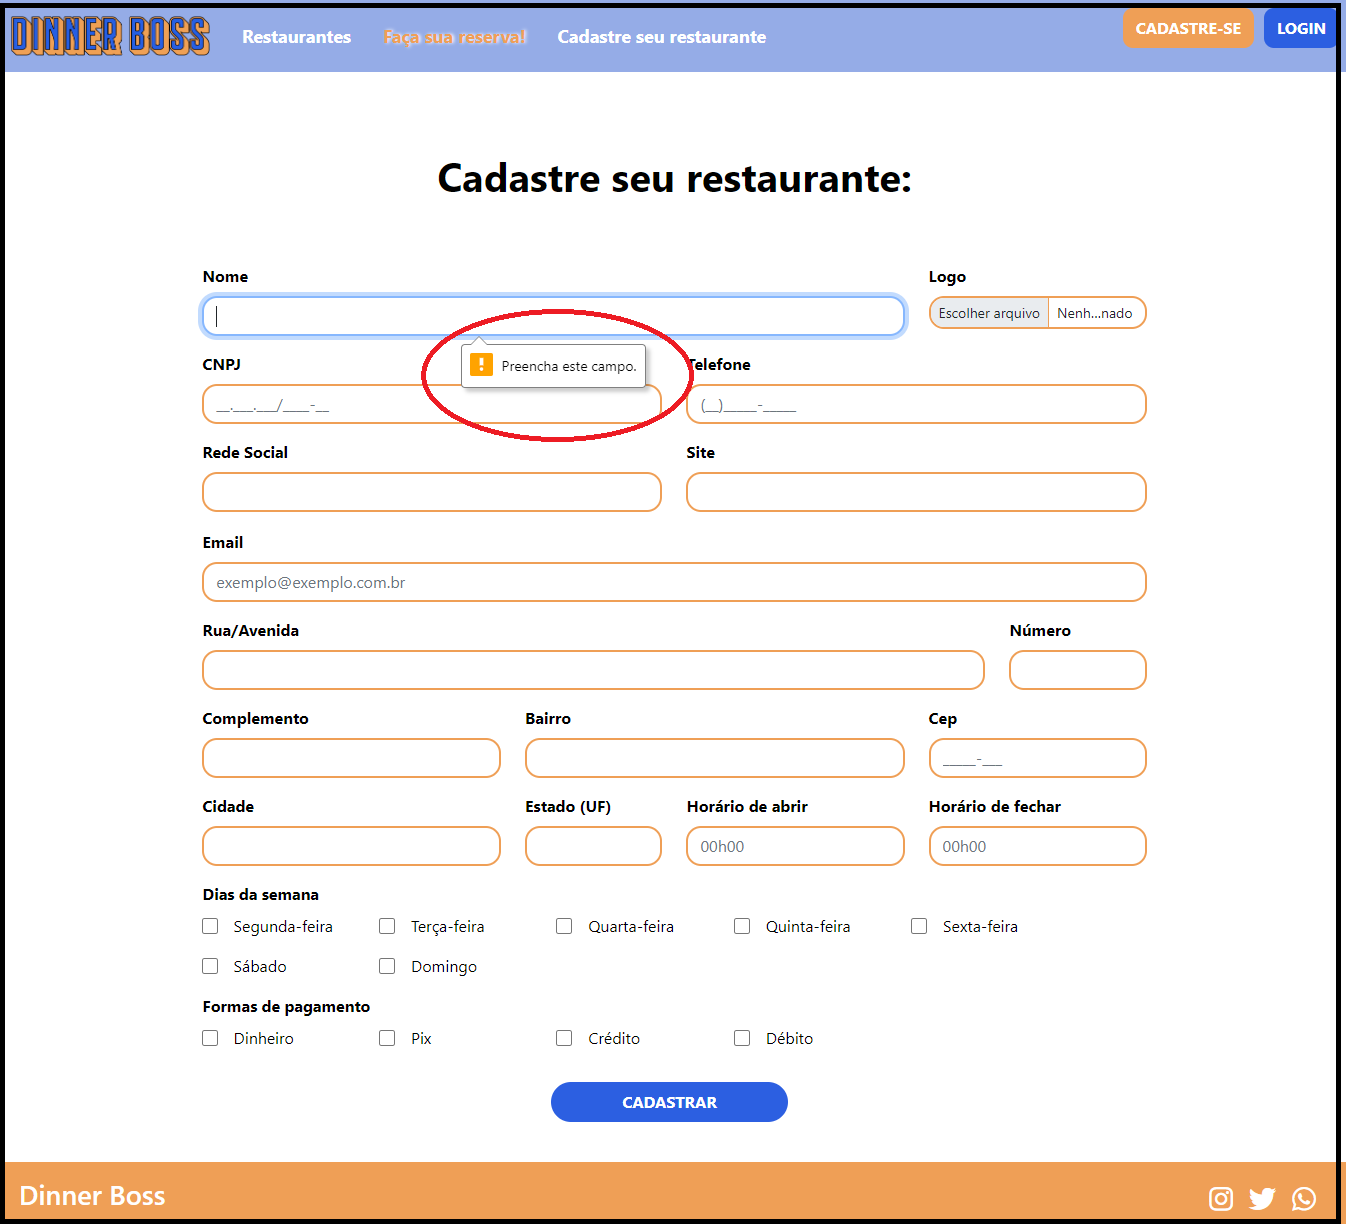 DINNER BOSS Restaurantes Faça sua reserva! Cadastre seu restaurante CADASTRE-SE LOGIN
Cadastre seu restaurante:
Nome Logo
Escolher arquivo Nenh...nado
Preencha este campo.
CNPJ Telefone
__.___.___/____-__ (__)_____-_____
Rede Social Site
Email
exemplo@exemplo.com.br
Rua/Avenida Número
Complemento Bairro Cep
_____-___
Cidade Estado (UF) Horário de abrir Horário de fechar
00h00 00h00
Dias da semana
Segunda-feira Terça-feira Quarta-feira Quinta-feira Sexta-feira
Sábado Domingo
Formas de pagamento
Dinheiro Pix Crédito Débito
CADASTRAR
Dinner Boss